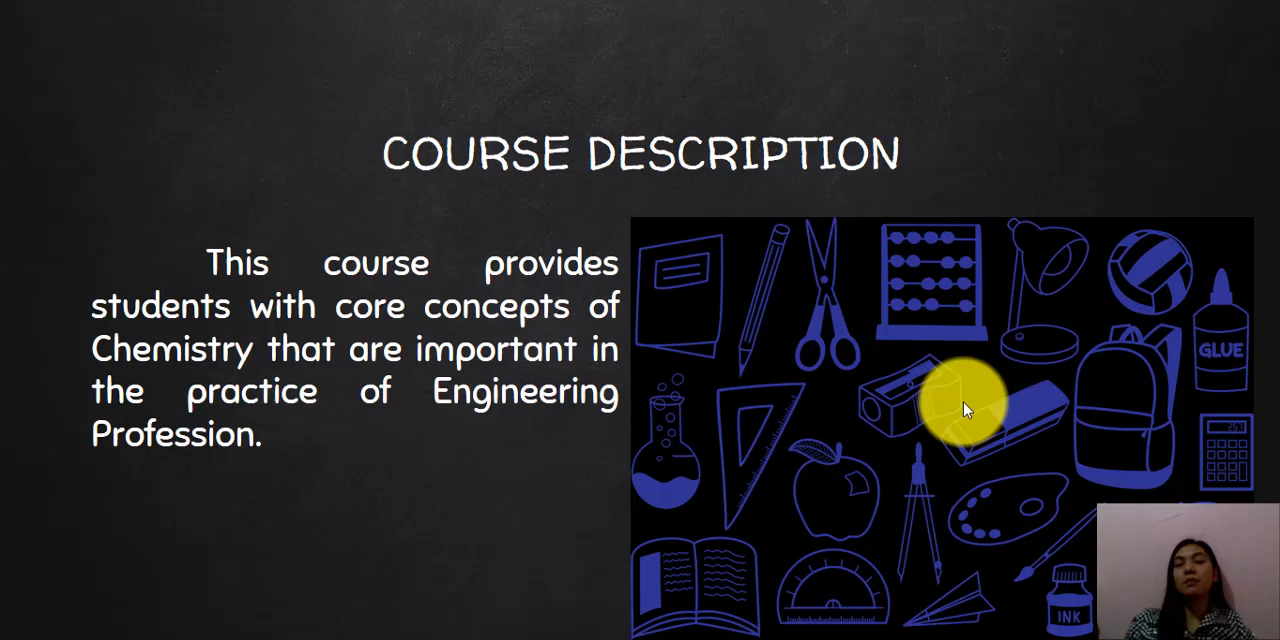 COURSE DESCRIPTION
This course provides
students with core concepts of
Chemistry that are important in
the practice of Engineering
Profession.
GLUE
257
INK